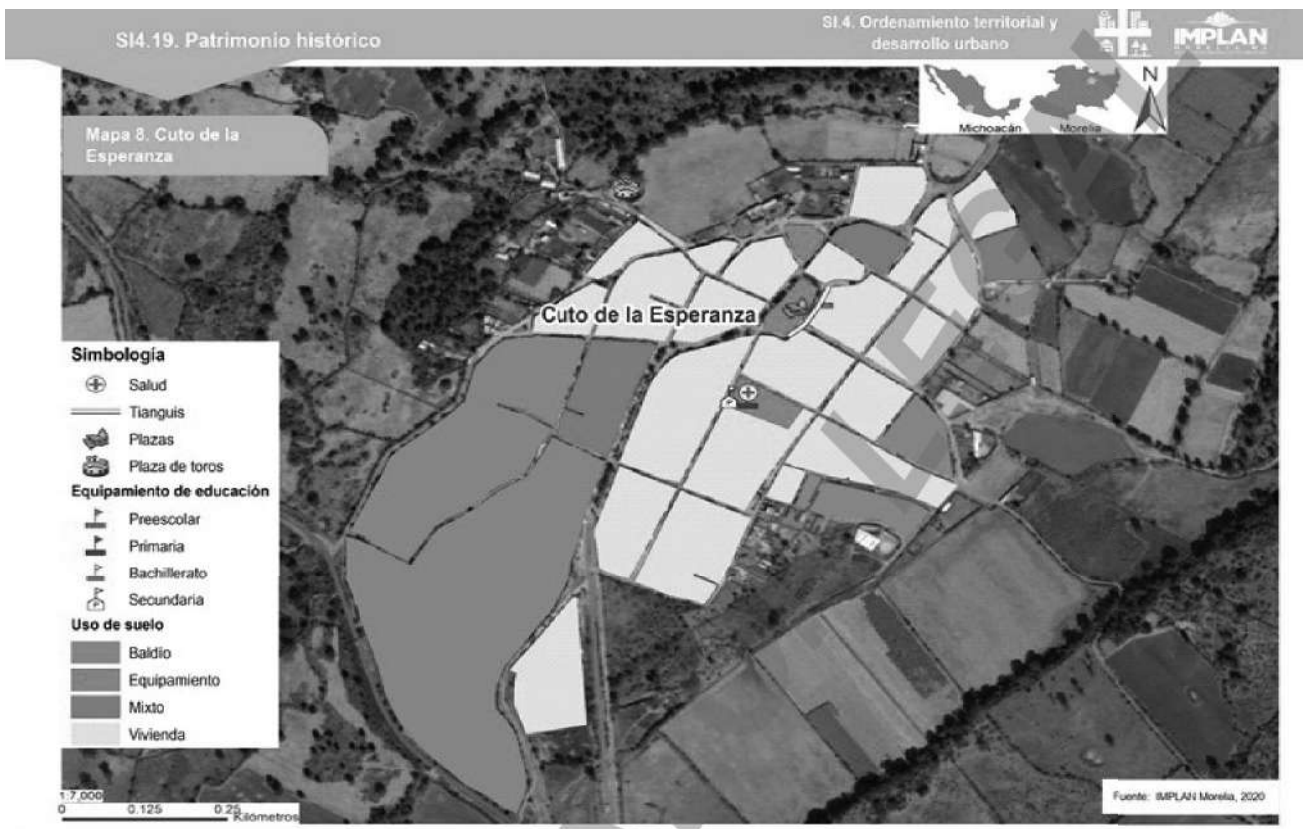 SI4.19. Patrimonio histórico
SI.4. Ordenamiento territorial y
desarrollo urbano
IMPLAN
Mapa 8. Cuto de la
Esperanza
Michoacán
Morelia
N
Cuto de la Esperanza
Simbología
Salud
Tianguis
Plazas
Plaza de toros
Equipamiento de educación
Preescolar
Primaria
Bachillerato
Secundaria
Uso de suelo
Baldío
Equipamiento
Mixto
Vivienda
1:7,000
0 0.125 0.25
Kilómetros
Fuente: IMPLAN Morelia, 2020